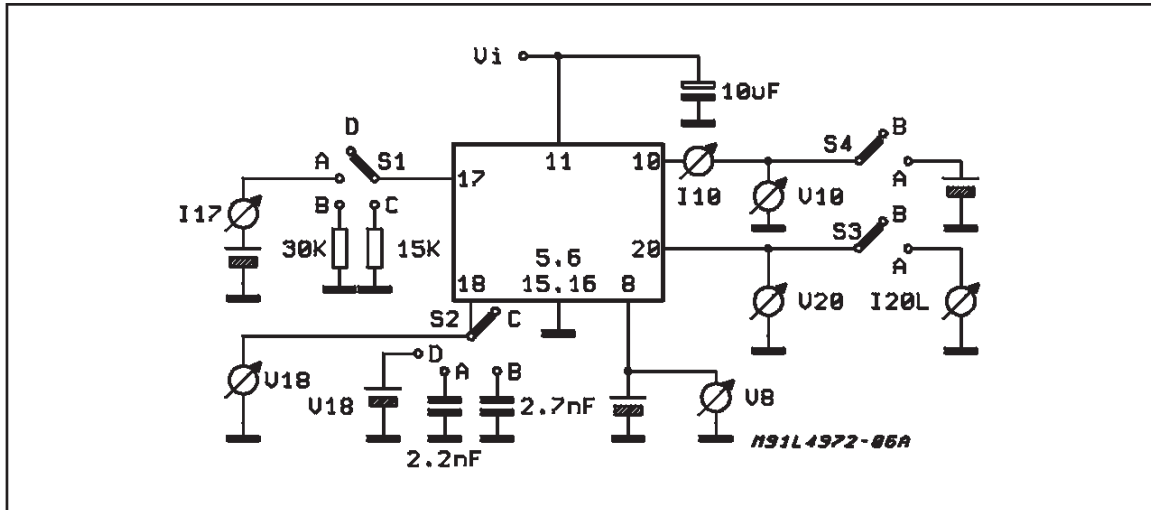 Vi
10uF
D
A
S1
11
10
S4
B
17
I10
V10
A
I17
B
C
30K
15K
20
S3
B
5.6
15.16
8
18
A
S2
C
V20
I20L
D
V18
A
B
V18
2.7nF
V8
2.2nF
M91L4972-06A